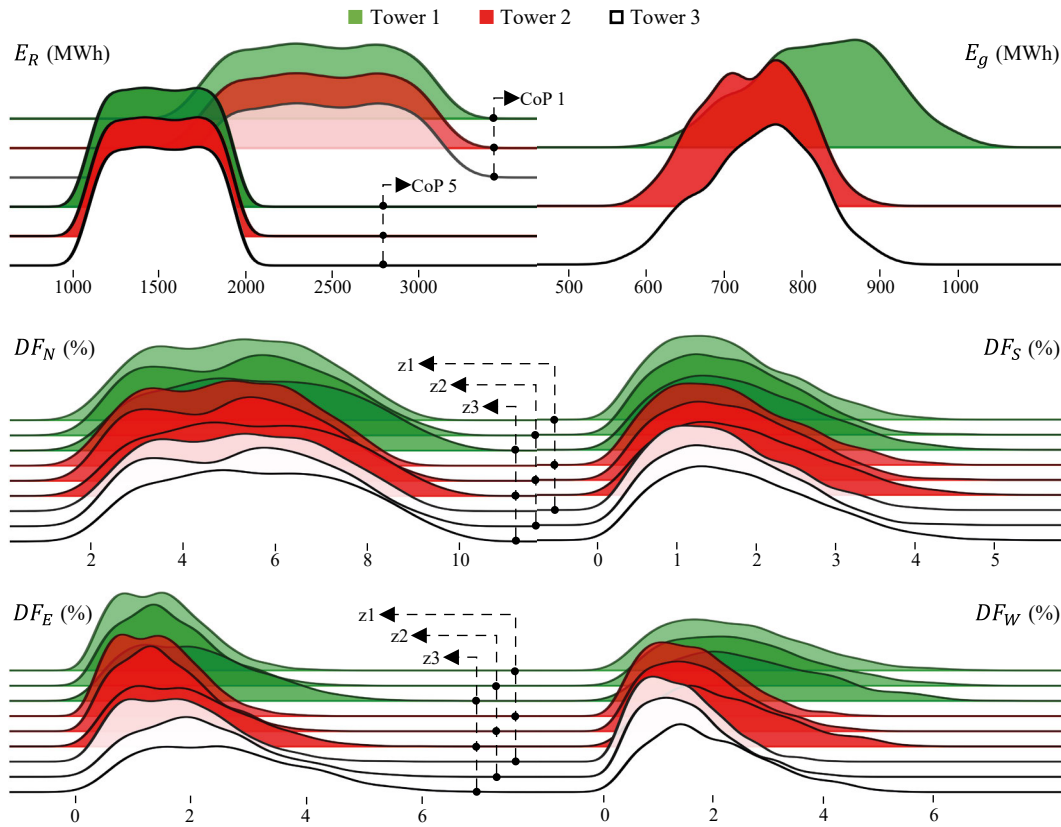 Tower 1 Tower 2 Tower 3
E_R (MWh)
E_g (MWh)
CoP 1
CoP 5
1000 1500 2000 2500 3000
500 600 700 800 900 1000
DF_N (%)
DF_S (%)
z1
z2
z3
2 4 6 8 10
0 1 2 3 4 5
DF_E (%)
DF_W (%)
z1
z2
z3
0 2 4 6
0 2 4 6